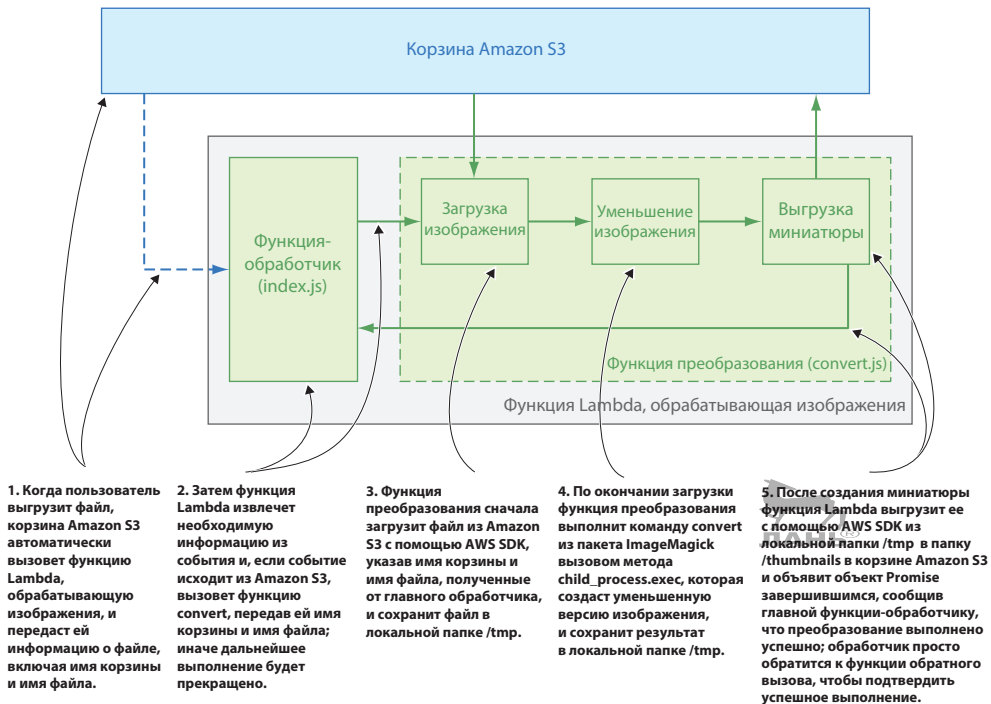 Корзина Amazon S3
Функция-
обработчик
(index.js)
Загрузка
изображения
Уменьшение
изображения
Выгрузка
миниатюры
Функция преобразования (convert.js)
Функция Lambda, обрабатывающая изображения
1. Когда пользователь
выгрузит файл,
корзина Amazon S3
автоматически
вызовет функцию
Lambda,
обрабатывающую
изображения, и
передаст ей
информацию о файле,
включая имя корзины
и имя файла.
2. Затем функция
Lambda извлечет
необходимую
информацию из
события и, если событие
исходит из Amazon S3,
вызовет функцию
convert, передав ей имя
корзины и имя файла;
иначе дальнейшее
выполнение будет
прекращено.
3. Функция
преобразования сначала
загрузит файл из Amazon
S3 с помощью AWS SDK,
указав имя корзины и
имя файла, полученные
от главного обработчика,
и сохранит файл в
локальной папке /tmp.
4. По окончании загрузки
функция преобразования
выполнит команду convert
из пакета ImageMagick
вызовом метода
child_process.exec, которая
создаст уменьшенную
версию изображения,
и сохранит результат
в локальной папке /tmp.
5. После создания миниатюры
функция Lambda выгрузит ее
с помощью AWS SDK из
локальной папки /tmp в папку
/thumbnails в корзине Amazon S3
и объявит объект Promise
завершившимся, сообщив
главной функции-обработчику,
что преобразование выполнено
успешно; обработчик просто
обратится к функции обратного
вызова, чтобы подтвердить
успешное выполнение.